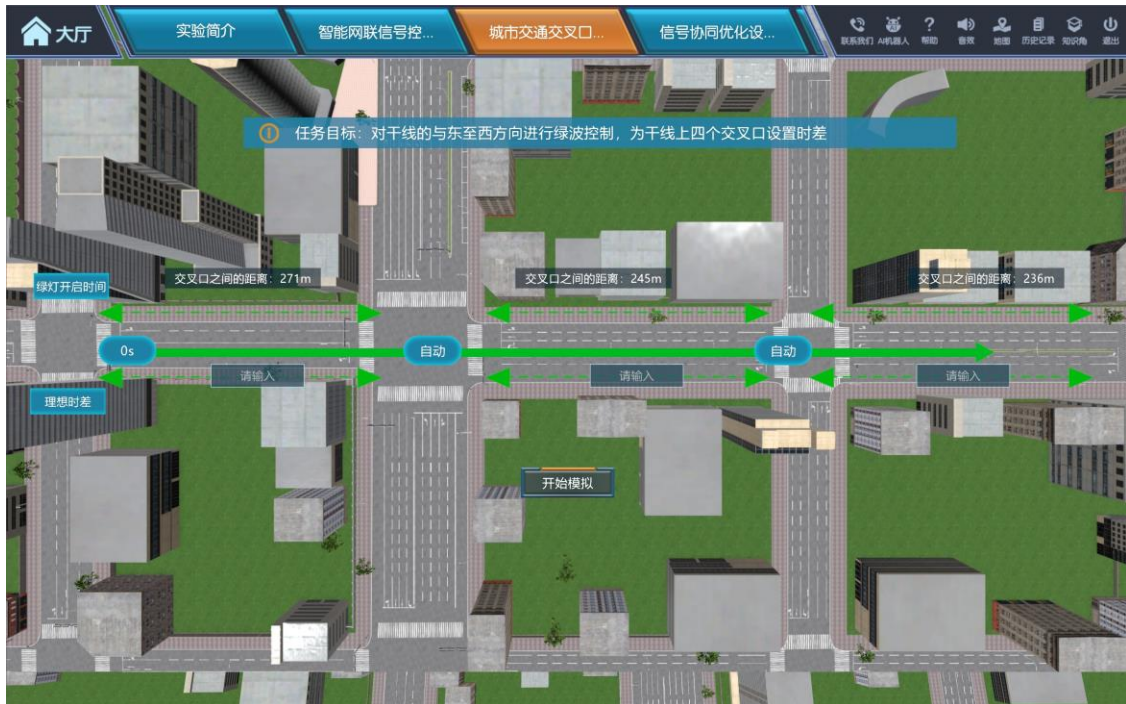 大厅
实验简介
智能网联信号控...
城市交通交叉口...
信号协同优化设...
联系我们
AI机器人
帮助
音效
地图
历史记录
知识角
退出
任务目标：对干线的与东至西方向进行绿波控制，为干线上四个交叉口设置时差
绿灯开启时间
交叉口之间的距离：271m
交叉口之间的距离：245m
交叉口之间的距离：236m
0s
自动
自动
请输入
请输入
请输入
理想时差
开始模拟